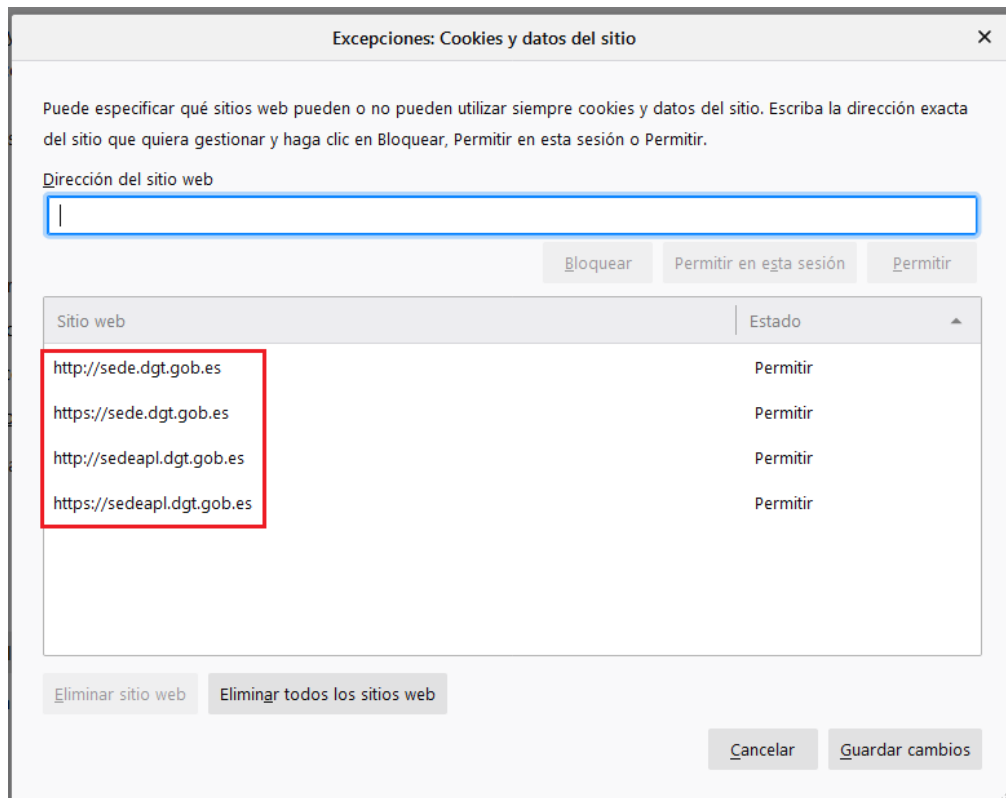 Excepciones: Cookies y datos del sitio
Puede especificar qué sitios web pueden o no pueden utilizar siempre cookies y datos del sitio. Escriba la dirección exacta
del sitio que quiera gestionar y haga clic en Bloquear, Permitir en esta sesión o Permitir.
Dirección del sitio web
Bloquear Permitir en esta sesión Permitir
Sitio web Estado
http://sede.dgt.gob.es Permitir
https://sede.dgt.gob.es Permitir
http://sedeapl.dgt.gob.es Permitir
https://sedeapl.dgt.gob.es Permitir
Eliminar sitio web Eliminar todos los sitios web
Cancelar Guardar cambios